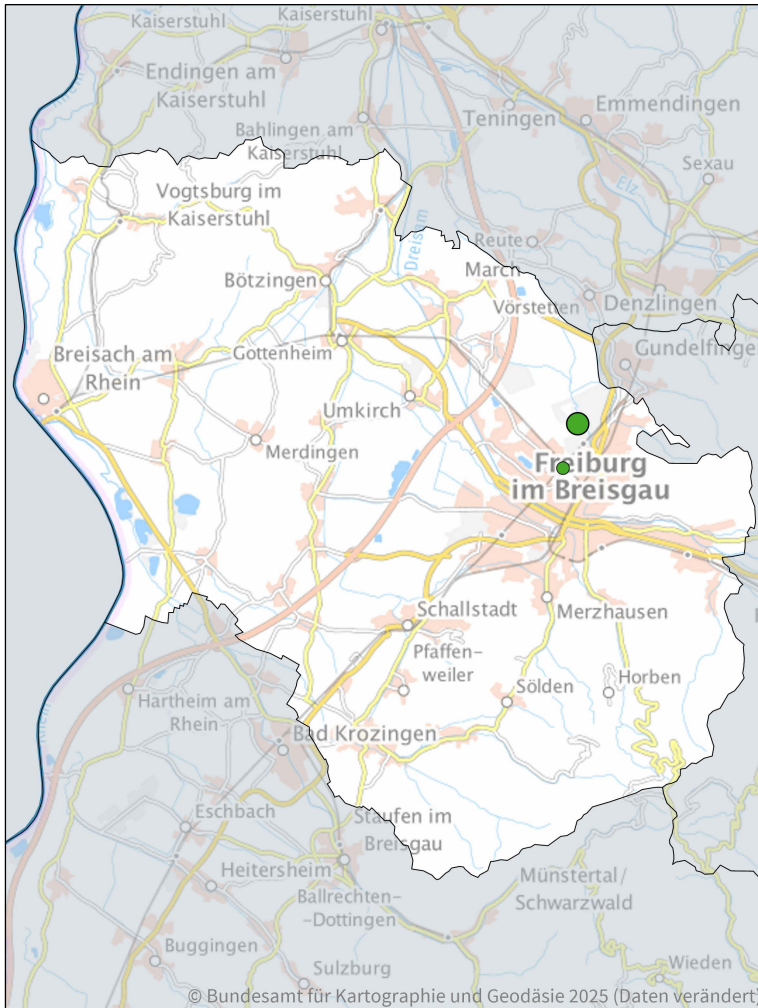 Kaiserstuhl
Kaiserstuhl
Endingen am
Kaiserstuhl
Teningen
Emmendingen
Bahlingen am
Kaiserstuhl
Sexau
Elz
Vogtsburg im
Kaiserstuhl
Dreisam
Reute
March
Bötzingen
Vörstetten
Denzlingen
Gottenheim
Gundelfinge
Breisach am
Rhein
Umkirch
Merdingen
Freiburg
im Breisgau
Schallstadt
Merzhausen
Pfaffen-
weiler
Sölden
Horben
Hartheim am
Rhein
Bad Krozingen
Eschbach
Staufen im
Breisgau
Heitersheim
Ballrechten-
-Dottingen
Münstertal/
Schwarzwald
Buggingen
Sulzburg
Wieden
© Bundesamt für Kartographie und Geodäsie 2025 (Daten verändert)